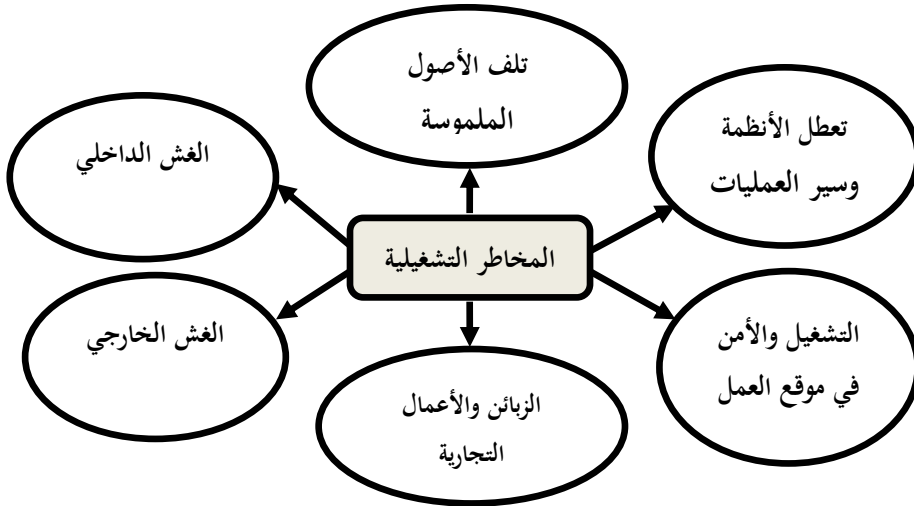 تلف الأصول
الملموسة
تعطل الأنظمة
وسير العمليات
الغش الداخلي
المخاطر التشغيلية
التشغيل والأمن
في موقع العمل
الغش الخارجي
الزبائن والأعمال
التجارية